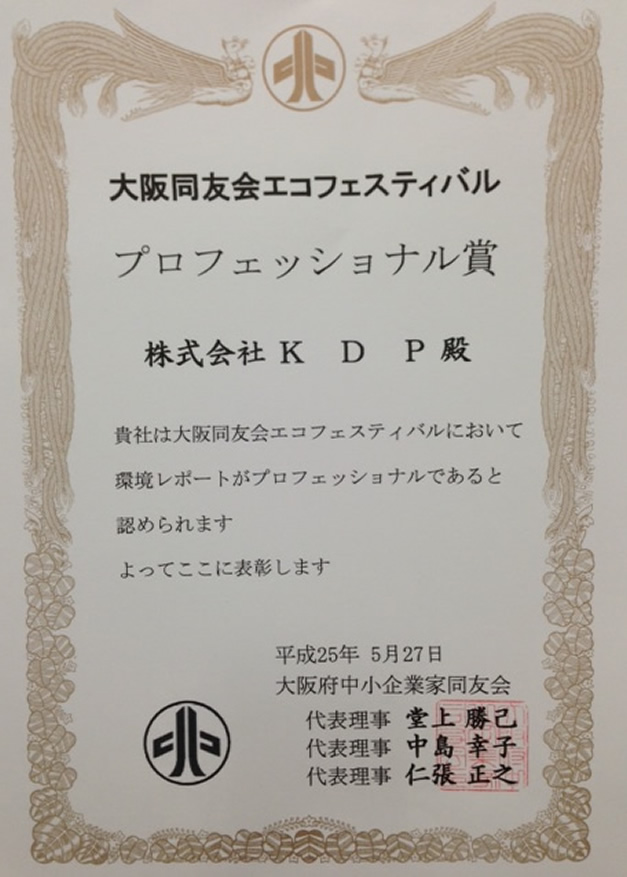 大阪同友会エコフェスティバル
プロフェッショナル賞
株式会社 K D P 殿
貴社は大阪同友会エコフェスティバルにおいて
環境レポートがプロフェッショナルであると
認められます
よってここに表彰します
平成25年 5月27日
大阪府中小企業家同友会
代表理事 堂上 勝己
代表理事 中島 幸子
代表理事 仁張 正之